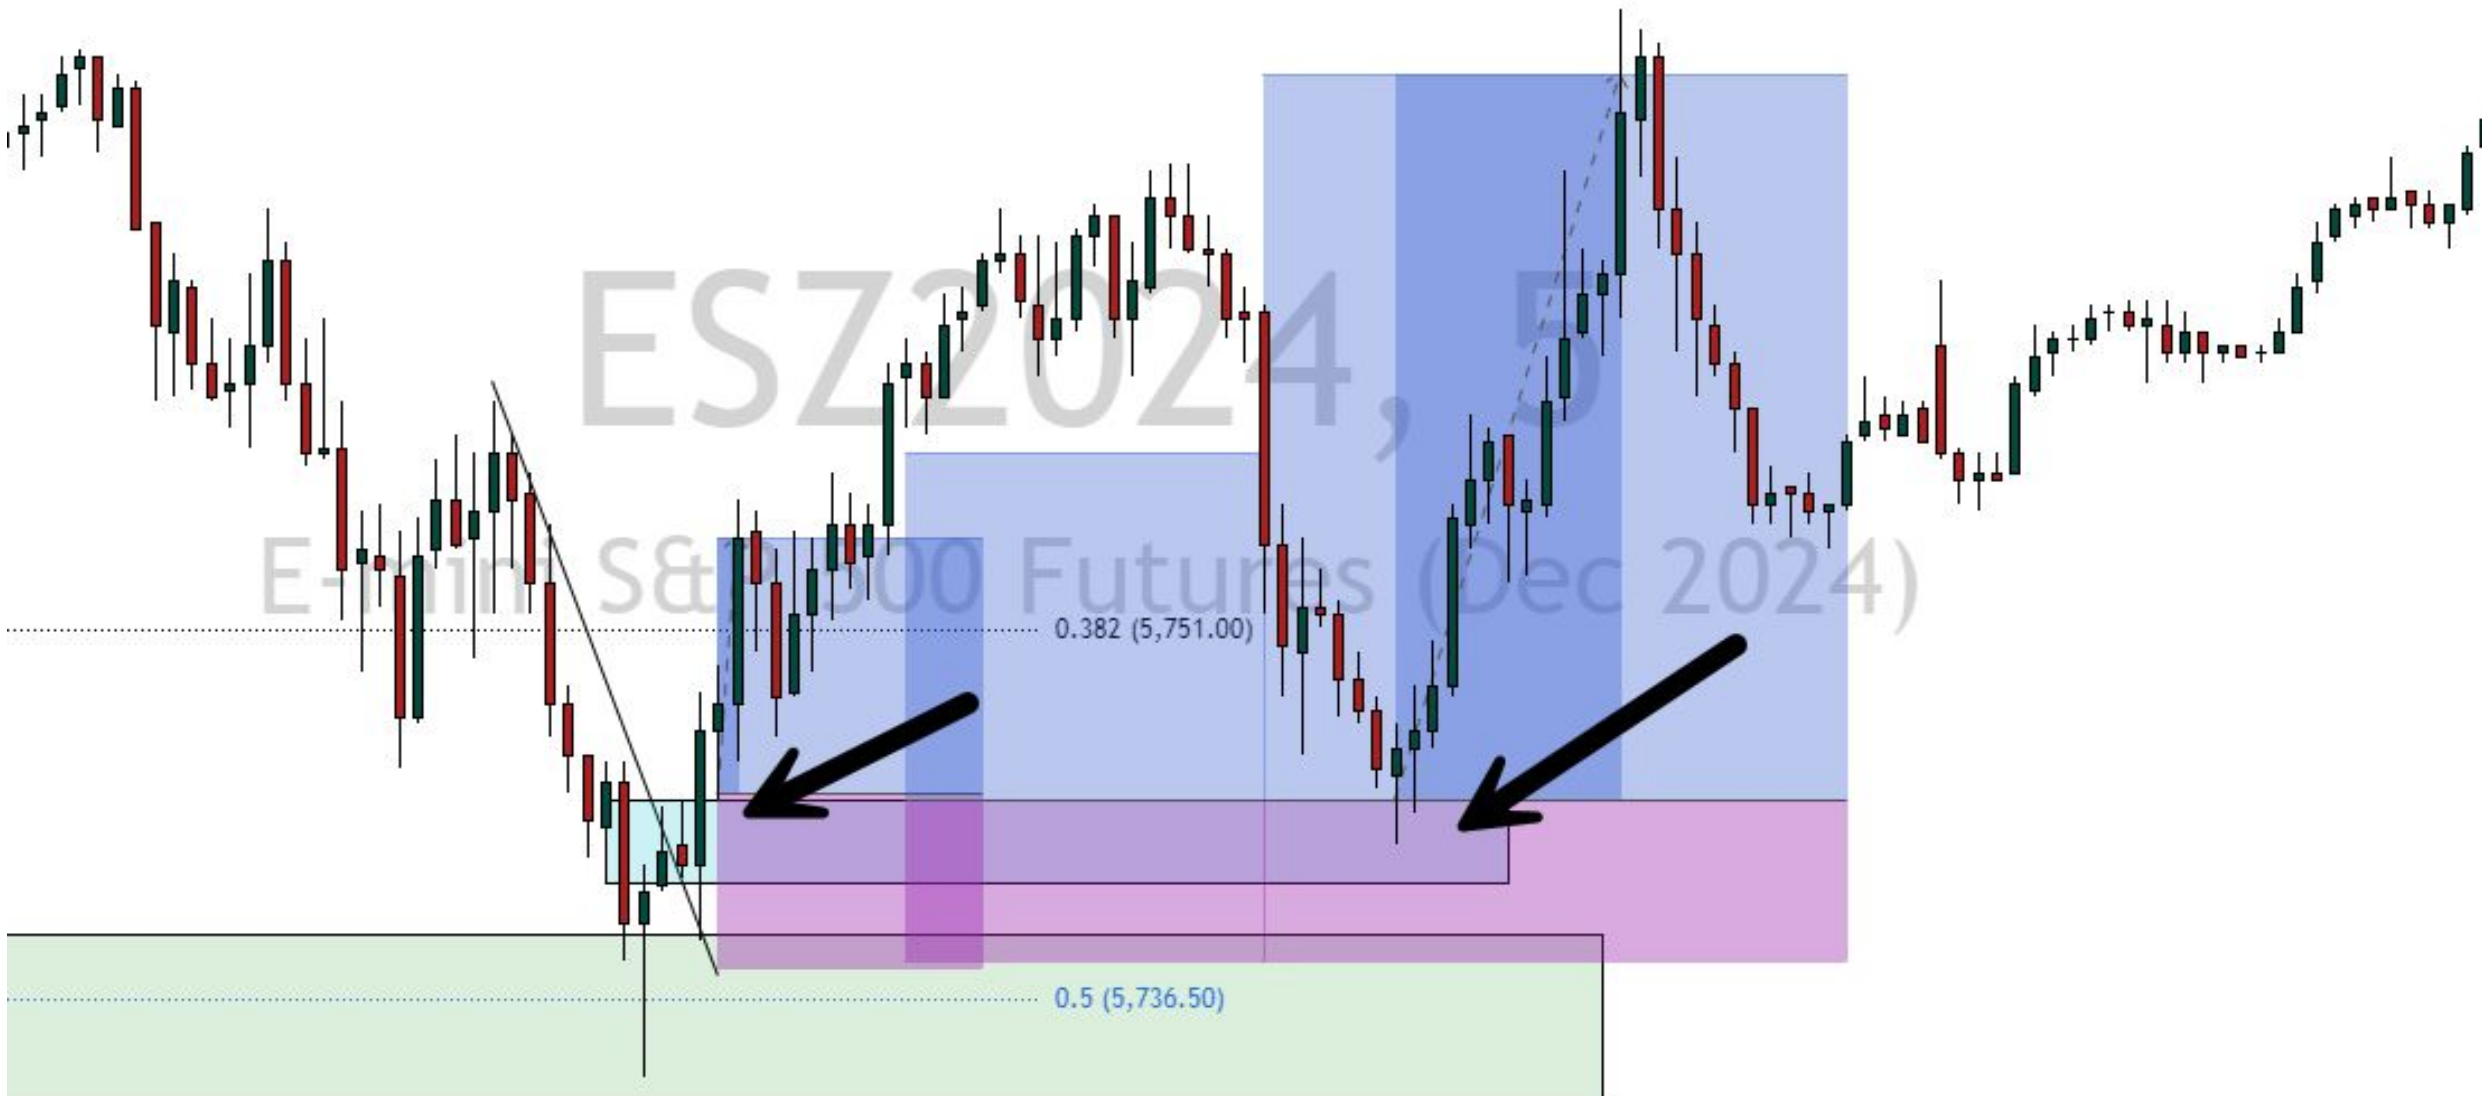 ESZ2024, 5
E-mini S&P 500 Futures (Dec 2024)
0.382 (5,751.00)
0.5 (5,736.50)